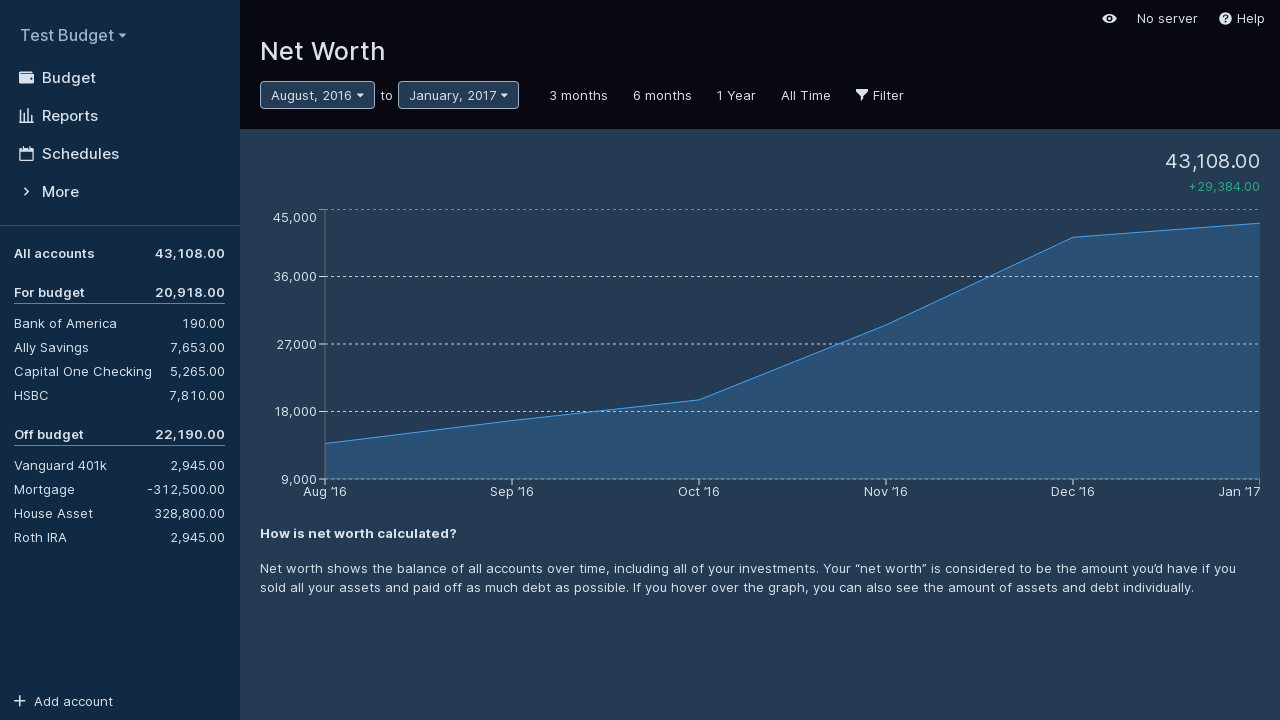 Test Budget
Budget
Reports
Schedules
More
All accounts 43,108.00
For budget 20,918.00
Bank of America 190.00
Ally Savings 7,653.00
Capital One Checking 5,265.00
HSBC 7,810.00
Off budget 22,190.00
Vanguard 401k 2,945.00
Mortgage -312,500.00
House Asset 328,800.00
Roth IRA 2,945.00
Add account
No server Help
Net Worth
August, 2016 to January, 2017 3 months 6 months 1 Year All Time Filter
43,108.00
+29,384.00
45,000
36,000
27,000
18,000
9,000
Aug ‘16 Sep ‘16 Oct ‘16 Nov ‘16 Dec ‘16 Jan ‘17
How is net worth calculated?
Net worth shows the balance of all accounts over time, including all of your investments. Your “net worth” is considered to be the amount you’d have if you
sold all your assets and paid off as much debt as possible. If you hover over the graph, you can also see the amount of assets and debt individually.